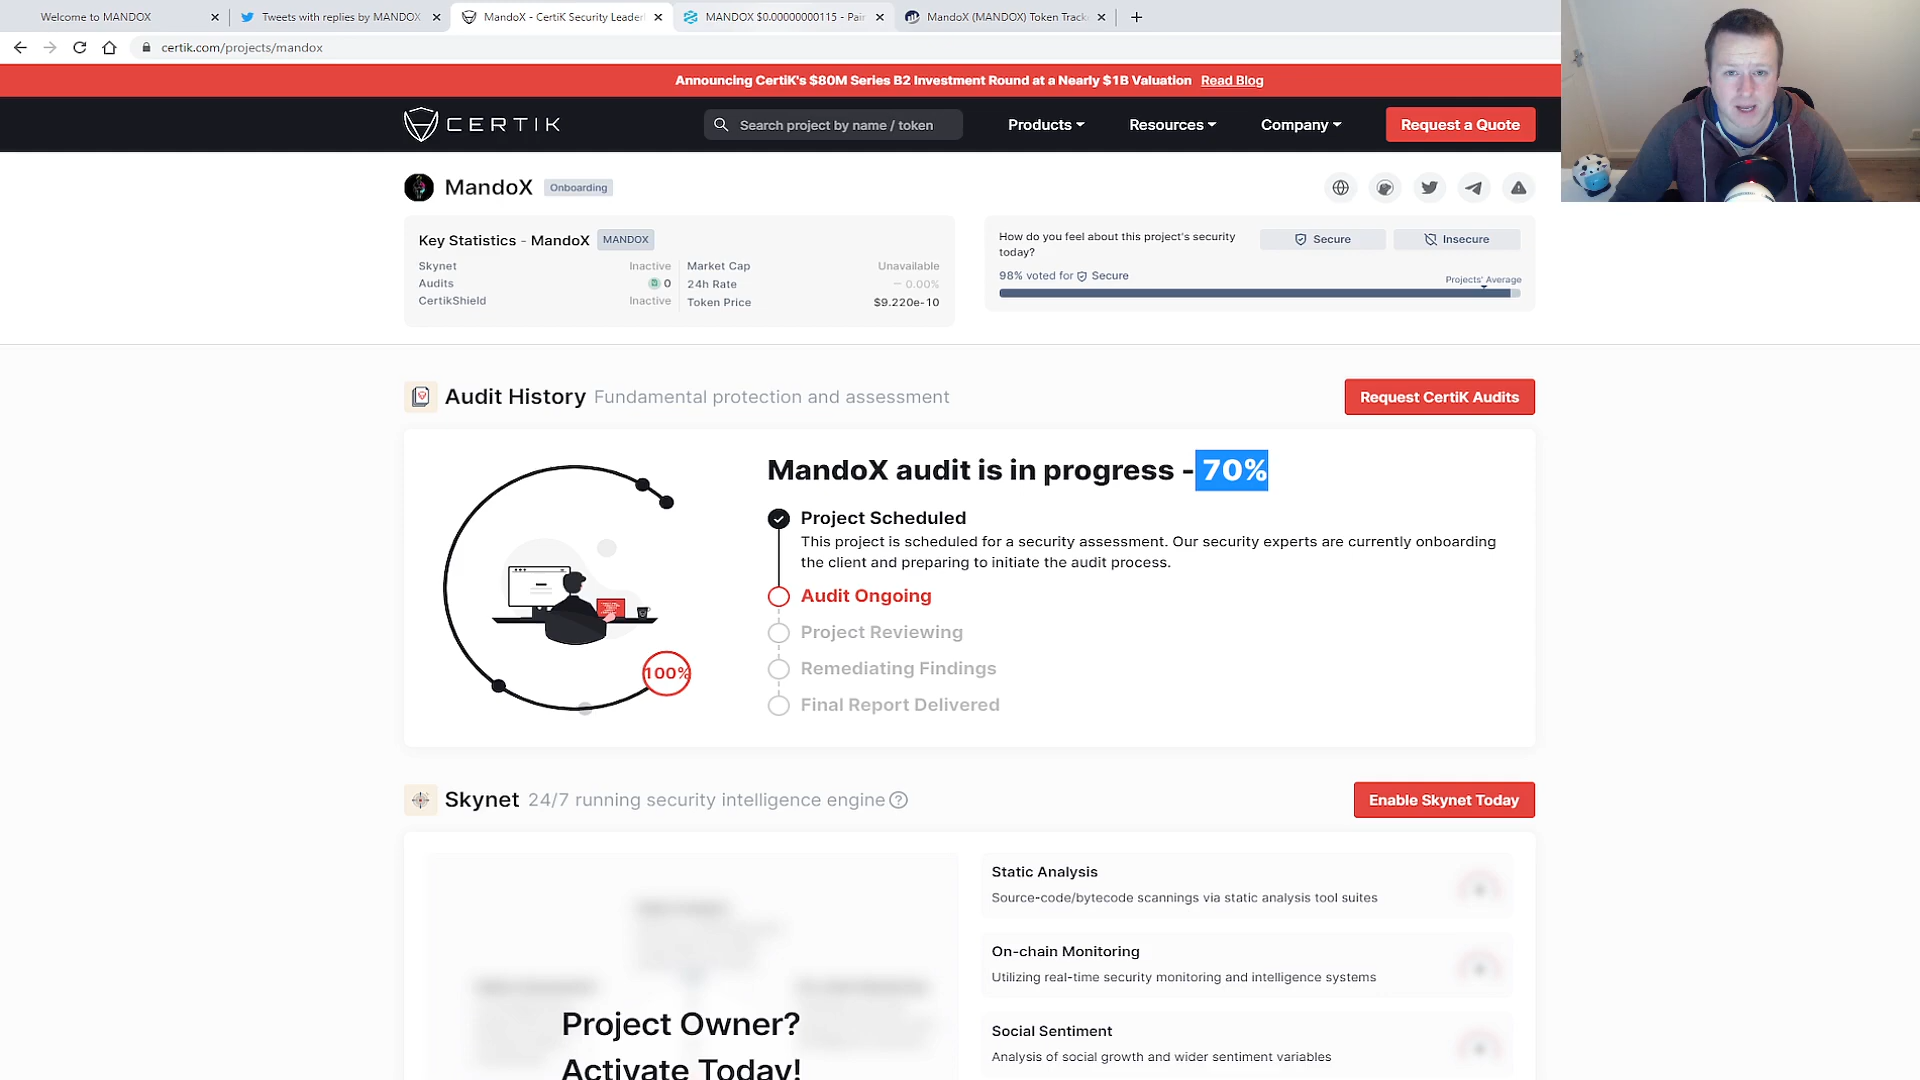 Welcome to MANDOX
Tweets with replies by MANDOX
MandoX - CertiK Security Leader
MANDOX $0.00000000115 - Pair
MandoX (MANDOX) Token Track
certik.com/projects/mandox
Announcing CertiK's $80M Series B2 Investment Round at a Nearly $1B Valuation Read Blog
CERTIK
Search project by name / token
Products
Resources
Company
Request a Quote
MandoX Onboarding
Key Statistics - MandoX MANDOX
Skynet Inactive
Audits 0
CertikShield Inactive
Market Cap Unavailable
24h Rate – 0.00%
Token Price $9.220e-10
How do you feel about this project's security
today?
Secure
Insecure
98% voted for Secure
Projects' Average
Audit History Fundamental protection and assessment
Request CertiK Audits
100%
MandoX audit is in progress - 70%
Project Scheduled
This project is scheduled for a security assessment. Our security experts are currently onboarding
the client and preparing to initiate the audit process.
Audit Ongoing
Project Reviewing
Remediating Findings
Final Report Delivered
Skynet 24/7 running security intelligence engine
Enable Skynet Today
Project Owner?
Activate Today!
Static Analysis
Source-code/bytecode scannings via static analysis tool suites
On-chain Monitoring
Utilizing real-time security monitoring and intelligence systems
Social Sentiment
Analysis of social growth and wider sentiment variables